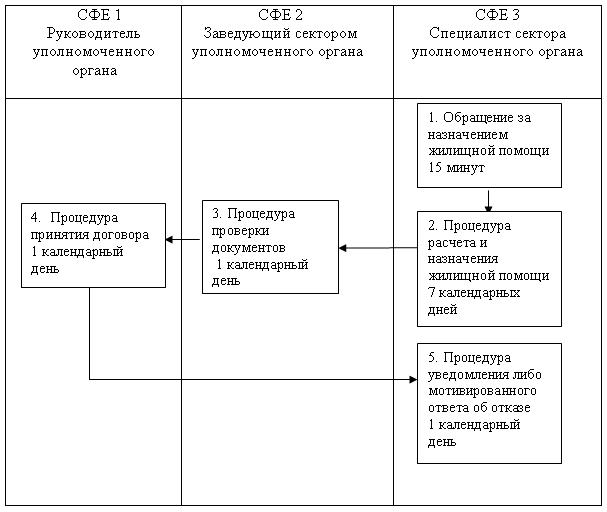 СФЕ 1
Руководитель
уполномоченного
органа
СФЕ 2
Заведующий сектором
уполномоченного органа
СФЕ 3
Специалист сектора
уполномоченного органа
1. Обращение за
назначением
жилищной помощи
15 минут
2. Процедура
расчета и
назначения
жилищной помощи
7 календарных
дней
3. Процедура
проверки
документов
1 календарный
день
4. Процедура
принятия договора
1 календарный
день
5. Процедура
уведомления либо
мотивированного
ответа об отказе
1 календарный
день